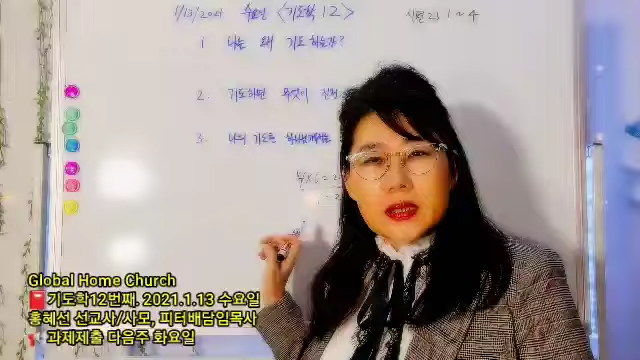 1/13/2021 수요일 <기도학 12>
시편 23 1~4
1 나는 왜 기도 하는가?
2. 기도하면 무엇이
3. 나의 기도는
Global Home Church
📕기도학12번째. 2021.1.13 수요일
홍혜선 선교사/사모, 피터배담임목사
과제제출 다음주 화요일